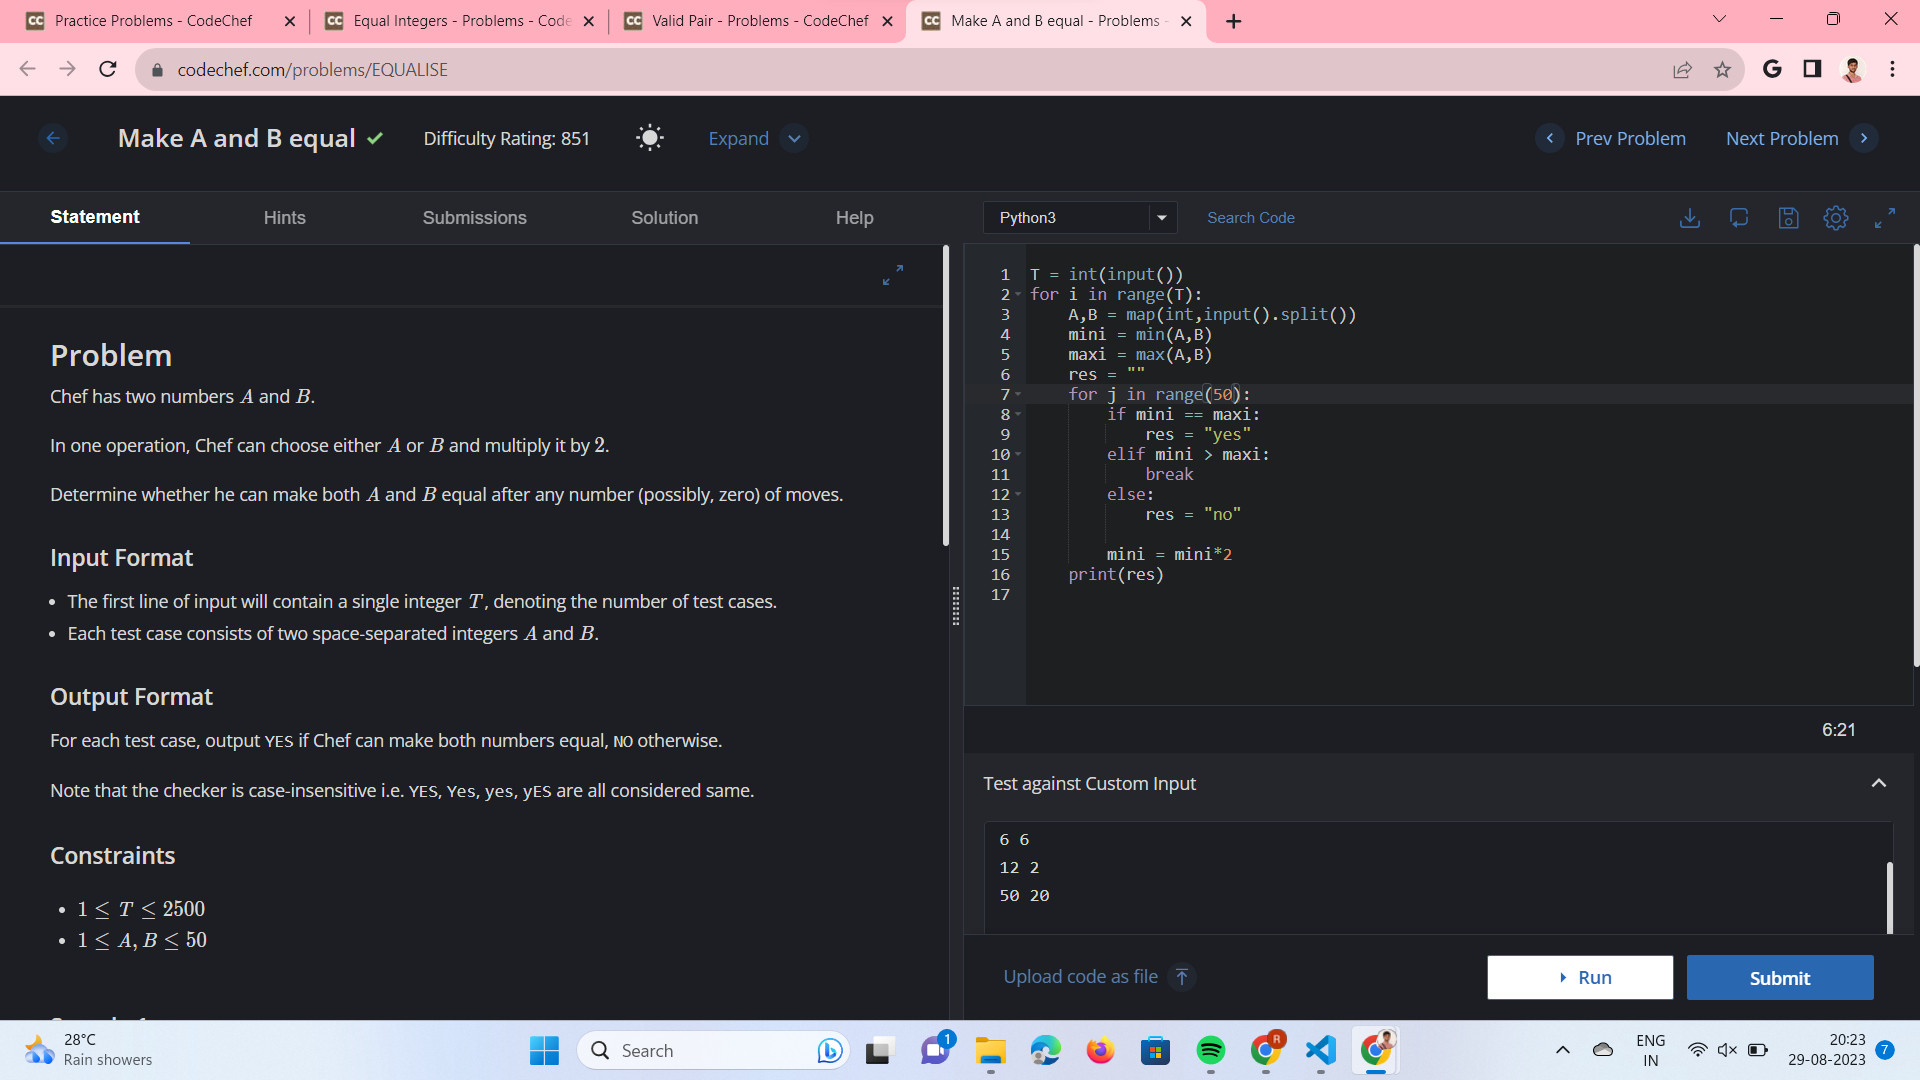 Practice Problems - CodeChef
Equal Integers - Problems - Code
Valid Pair - Problems - CodeChef
Make A and B equal - Problems -
codechef.com/problems/EQUALISE
Make A and B equal
Difficulty Rating: 851
Expand
Prev Problem
Next Problem
Statement
Hints
Submissions
Solution
Help
Python3
Search Code
Problem
Chef has two numbers A and B.
In one operation, Chef can choose either A or B and multiply it by 2.
Determine whether he can make both A and B equal after any number (possibly, zero) of moves.
Input Format
• The first line of input will contain a single integer T, denoting the number of test cases.
• Each test case consists of two space-separated integers A and B.
Output Format
For each test case, output YES if Chef can make both numbers equal, NO otherwise.
Note that the checker is case-insensitive i.e. YES, Yes, yes, yES are all considered same.
Constraints
• 1 ≤ T ≤ 2500
• 1 ≤ A, B ≤ 50
1 T = int(input())
2 for i in range(T):
3     A,B = map(int,input().split())
4     mini = min(A,B)
5     maxi = max(A,B)
6     res = ""
7     for j in range(50):
8         if mini == maxi:
9             res = "yes"
10         elif mini > maxi:
11             break
12         else:
13             res = "no"
14
15         mini = mini*2
16     print(res)
17
6:21
Test against Custom Input
6 6
12 2
50 20
Upload code as file
Run
Submit
28°C
Rain showers
Search
1
R
ENG
IN
20:23
29-08-2023
7